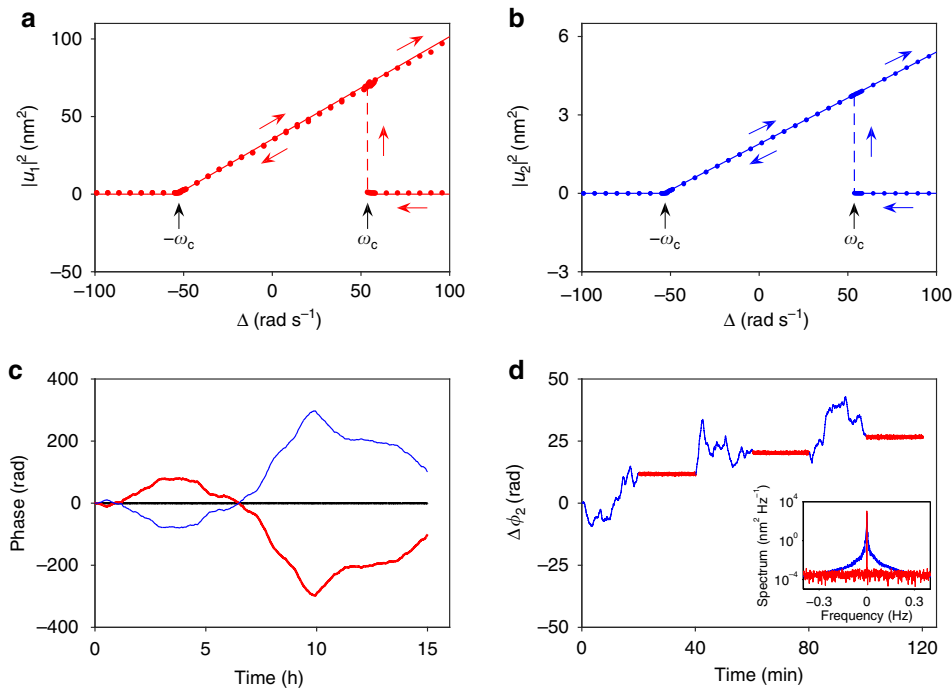 a
100
50
0
−50
|u1|² (nm²)
−ωc
ωc
−100
−50
0
50
100
Δ (rad s⁻¹)
b
6
3
0
−3
|u2|² (nm²)
−ωc
ωc
−100
−50
0
50
100
Δ (rad s⁻¹)
c
400
200
0
−200
−400
Phase (rad)
0
5
10
15
Time (h)
d
50
25
0
−25
−50
Δϕ2 (rad)
0
40
80
120
Time (min)
10⁴
10⁰
10⁻⁴
Spectrum (nm² Hz⁻¹)
−0.3
0
0.3
Frequency (Hz)